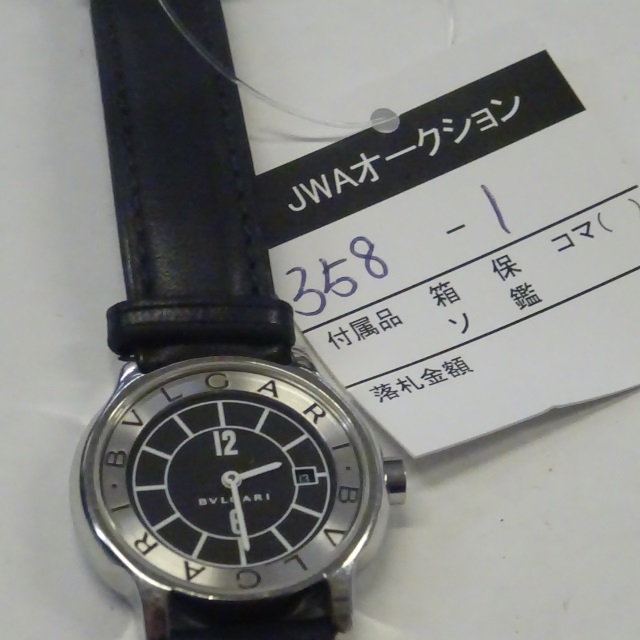 JWAオークション
358 - 1
付属品 箱 保 コマ( )
ソ 鑑
落札金額
BVLGARI BVLGARI
12
BVLGARI
6